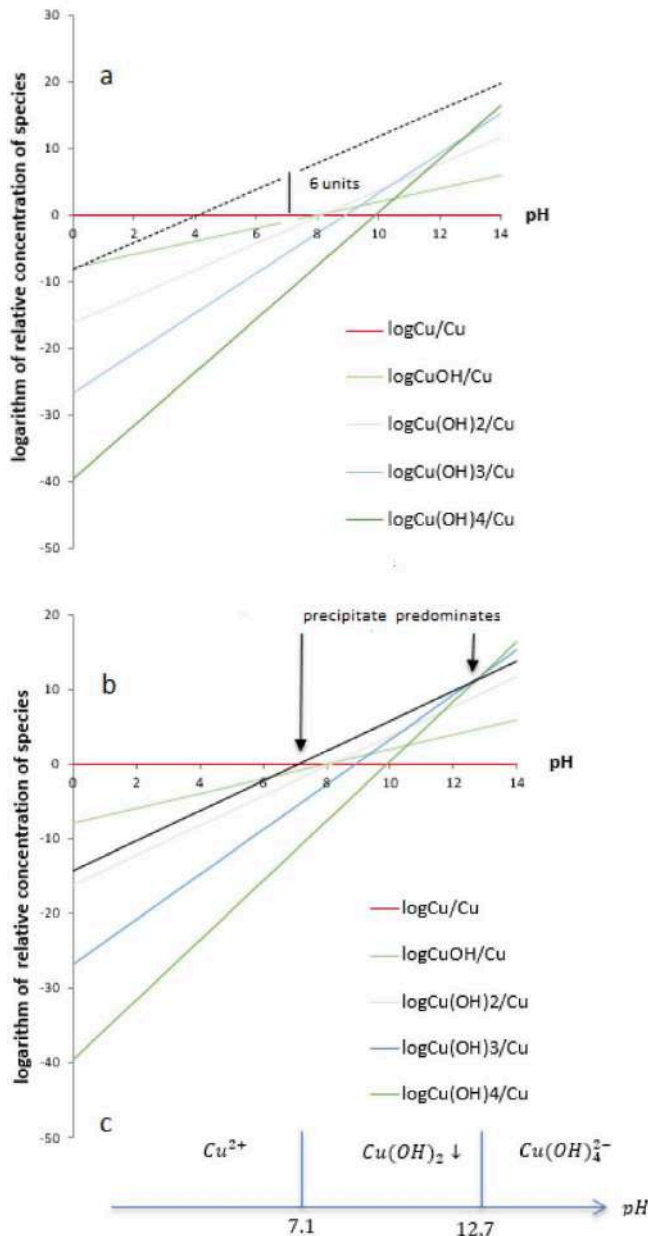 30
a
20
10
6 units
0
pH
0 2 4 6 8 10 12 14
-10
-20
-30
-40
-50
logarithm of relative concentration of species
logCu/Cu
logCuOH/Cu
logCu(OH)2/Cu
logCu(OH)3/Cu
logCu(OH)4/Cu
20
precipitate predominates
b
10
0
pH
0 2 4 6 8 10 12 14
-10
-20
-30
-40
-50
logarithm of relative concentration of species
logCu/Cu
logCuOH/Cu
logCu(OH)2/Cu
logCu(OH)3/Cu
logCu(OH)4/Cu
c
Cu²⁺ Cu(OH)₂ ↓ Cu(OH)₄²⁻
pH
7.1 12.7